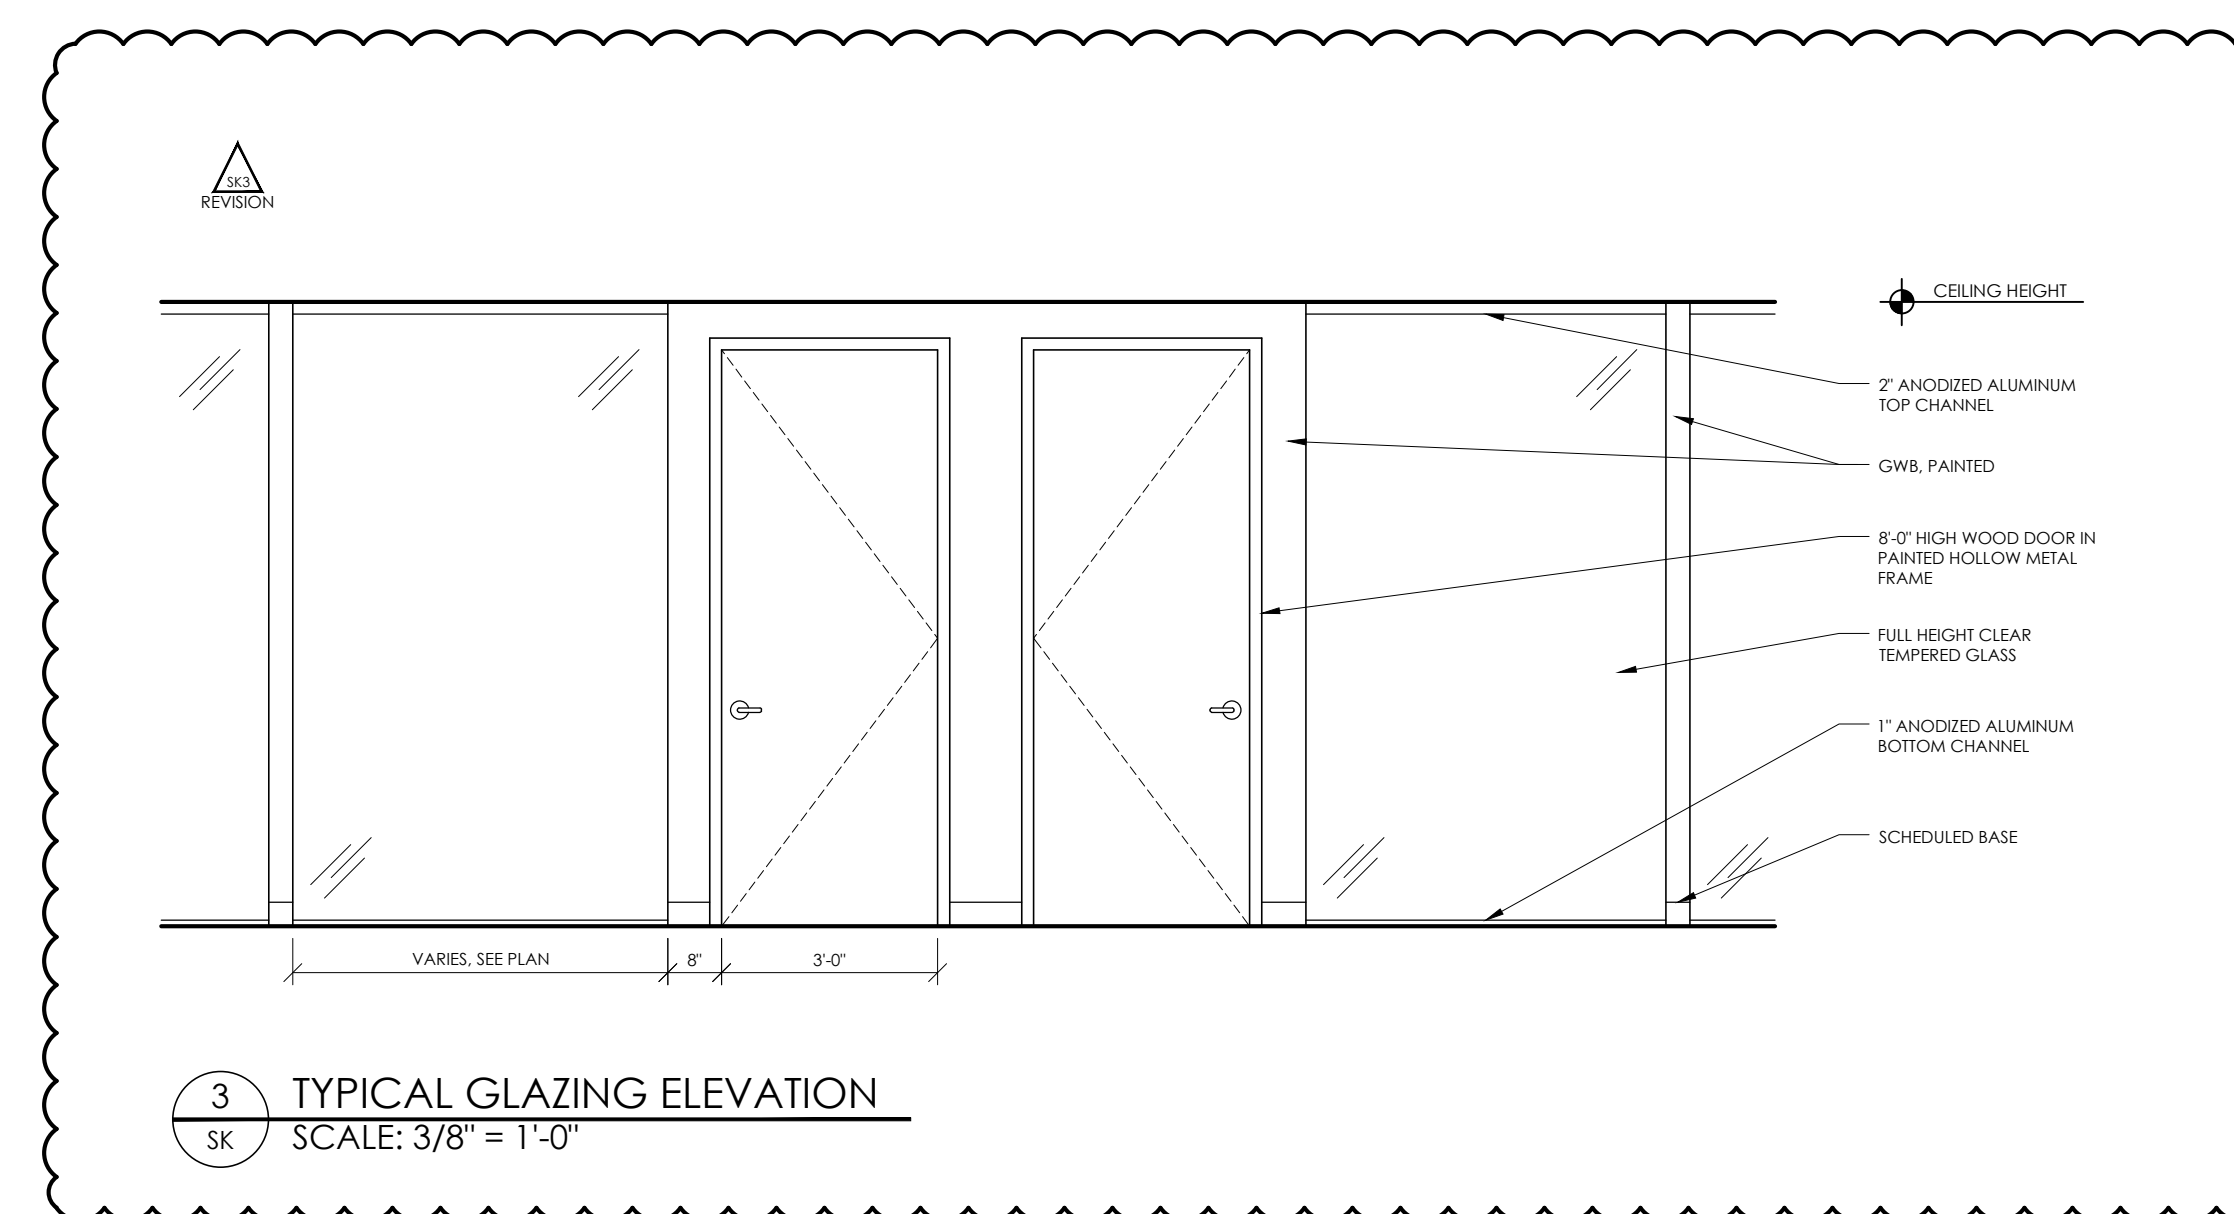 SK3
REVISION
CEILING HEIGHT
2" ANODIZED ALUMINUM
TOP CHANNEL
GWB, PAINTED
8'-0" HIGH WOOD DOOR IN
PAINTED HOLLOW METAL
FRAME
FULL HEIGHT CLEAR
TEMPERED GLASS
1" ANODIZED ALUMINUM
BOTTOM CHANNEL
SCHEDULED BASE
VARIES, SEE PLAN
8"
3'-0"
3
SK
TYPICAL GLAZING ELEVATION
SCALE: 3/8" = 1'-0"